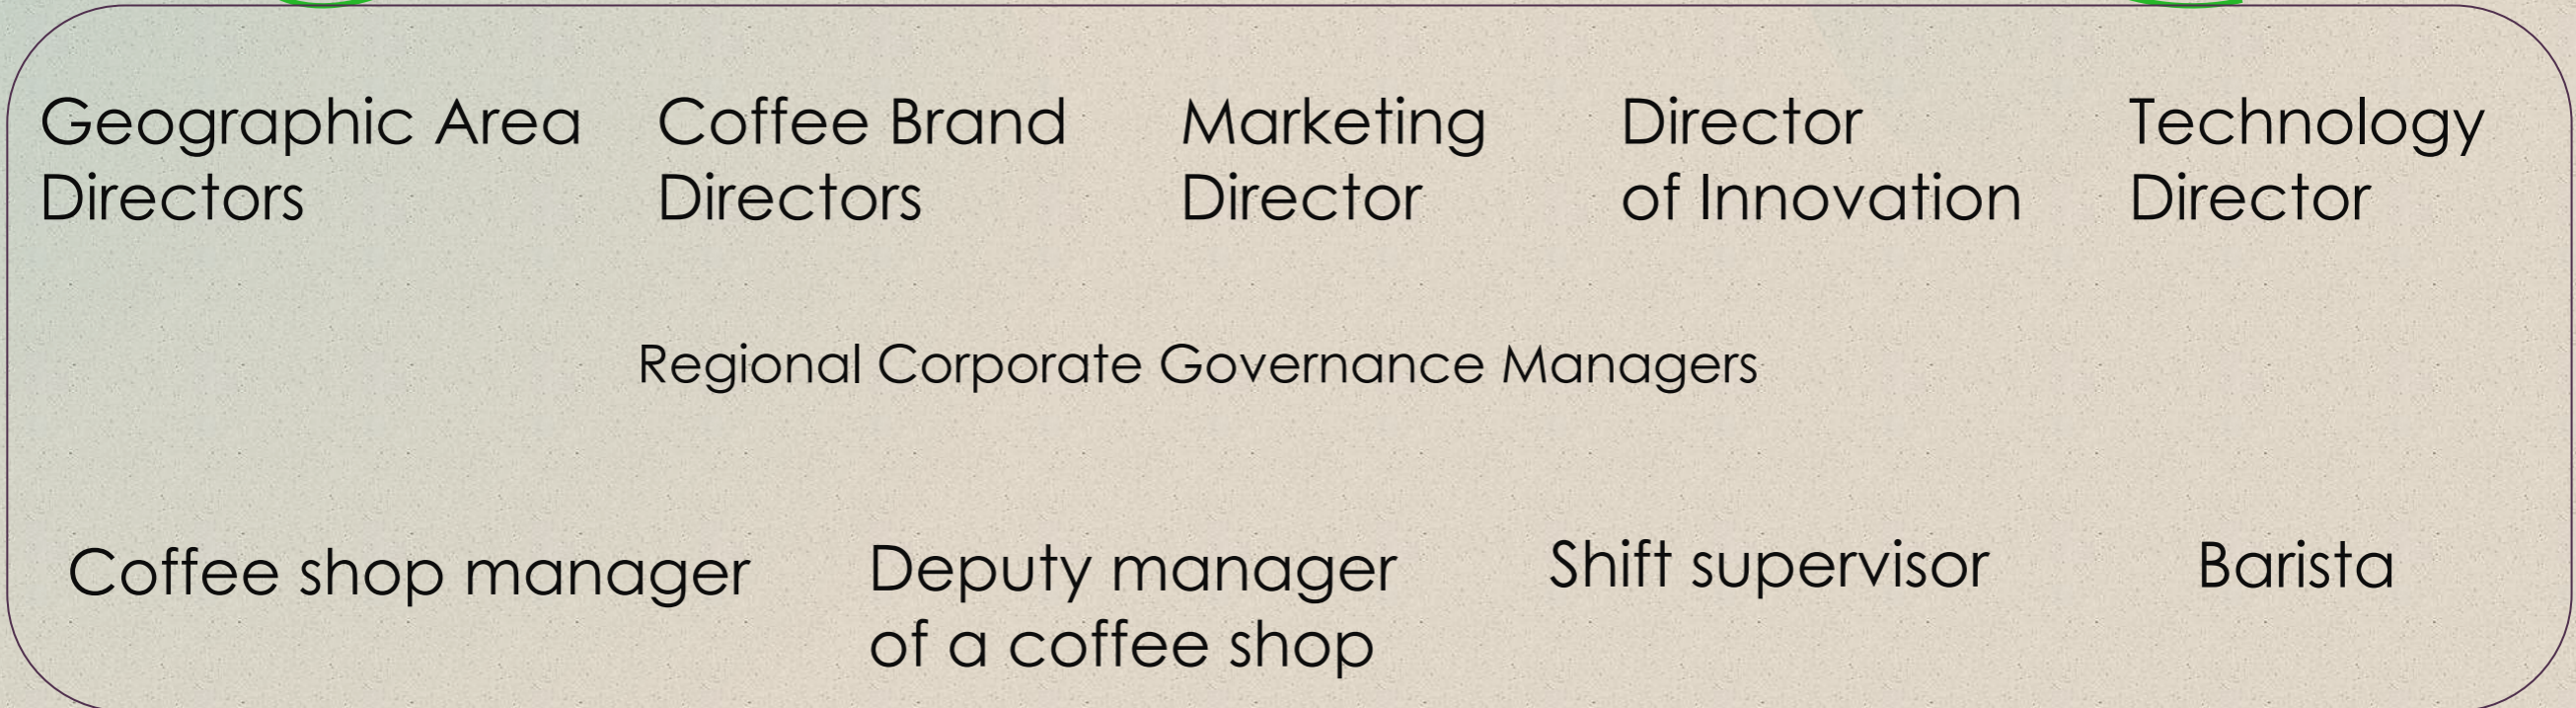 Geographic Area
Directors
Coffee Brand
Directors
Marketing
Director
Director
of Innovation
Technology
Director
Regional Corporate Governance Managers
Coffee shop manager
Deputy manager
of a coffee shop
Shift supervisor
Barista